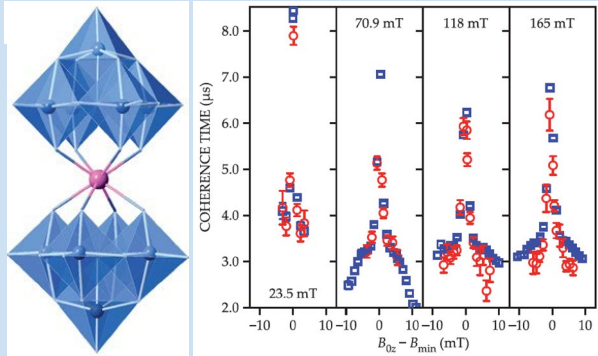 COHERENCE TIME (μs)
8.0
7.0
6.0
5.0
4.0
3.0
2.0
23.5 mT
70.9 mT
118 mT
165 mT
−10 0 10 −10 0 10 −10 0 10 −10 0 10
B0z − Bmin (mT)